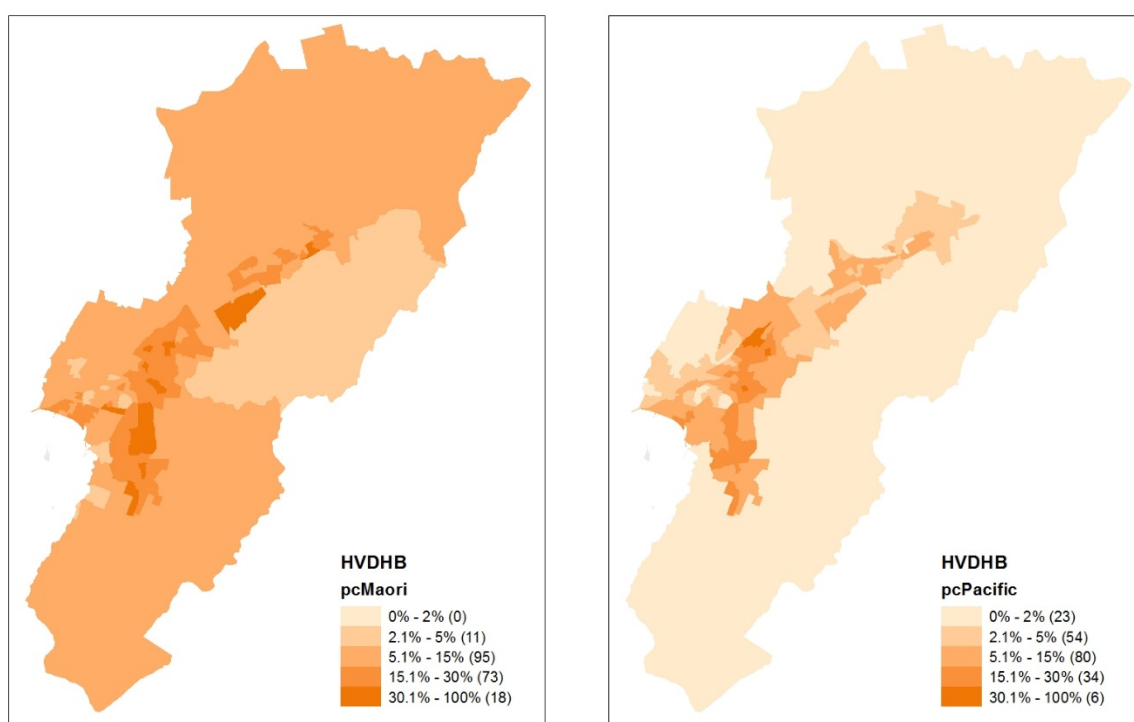 HVDHB
pcMaori
0% - 2% (0)
2.1% - 5% (11)
5.1% - 15% (95)
15.1% - 30% (73)
30.1% - 100% (18)
HVDHB
pcPacific
0% - 2% (23)
2.1% - 5% (54)
5.1% - 15% (80)
15.1% - 30% (34)
30.1% - 100% (6)